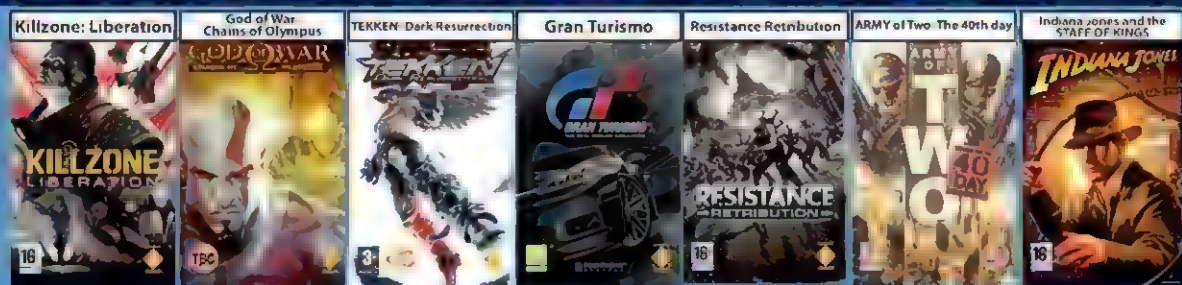 Killzone: Liberation
God of War
Chains of Olympus
TEKKEN: Dark Resurrection
Gran Turismo
Resistance Retribution
ARMY of Two The 40th day
Indiana Jones and the
STAFF OF KINGS
KILLZONE
LIBERATION
16
GOD OF WAR
TBC
TEKKEN
3
GRAN TURISMO
RESISTANCE
RETRIBUTION
16
ARMY
OF
TWO
40
DAY
INDIANA JONES
16